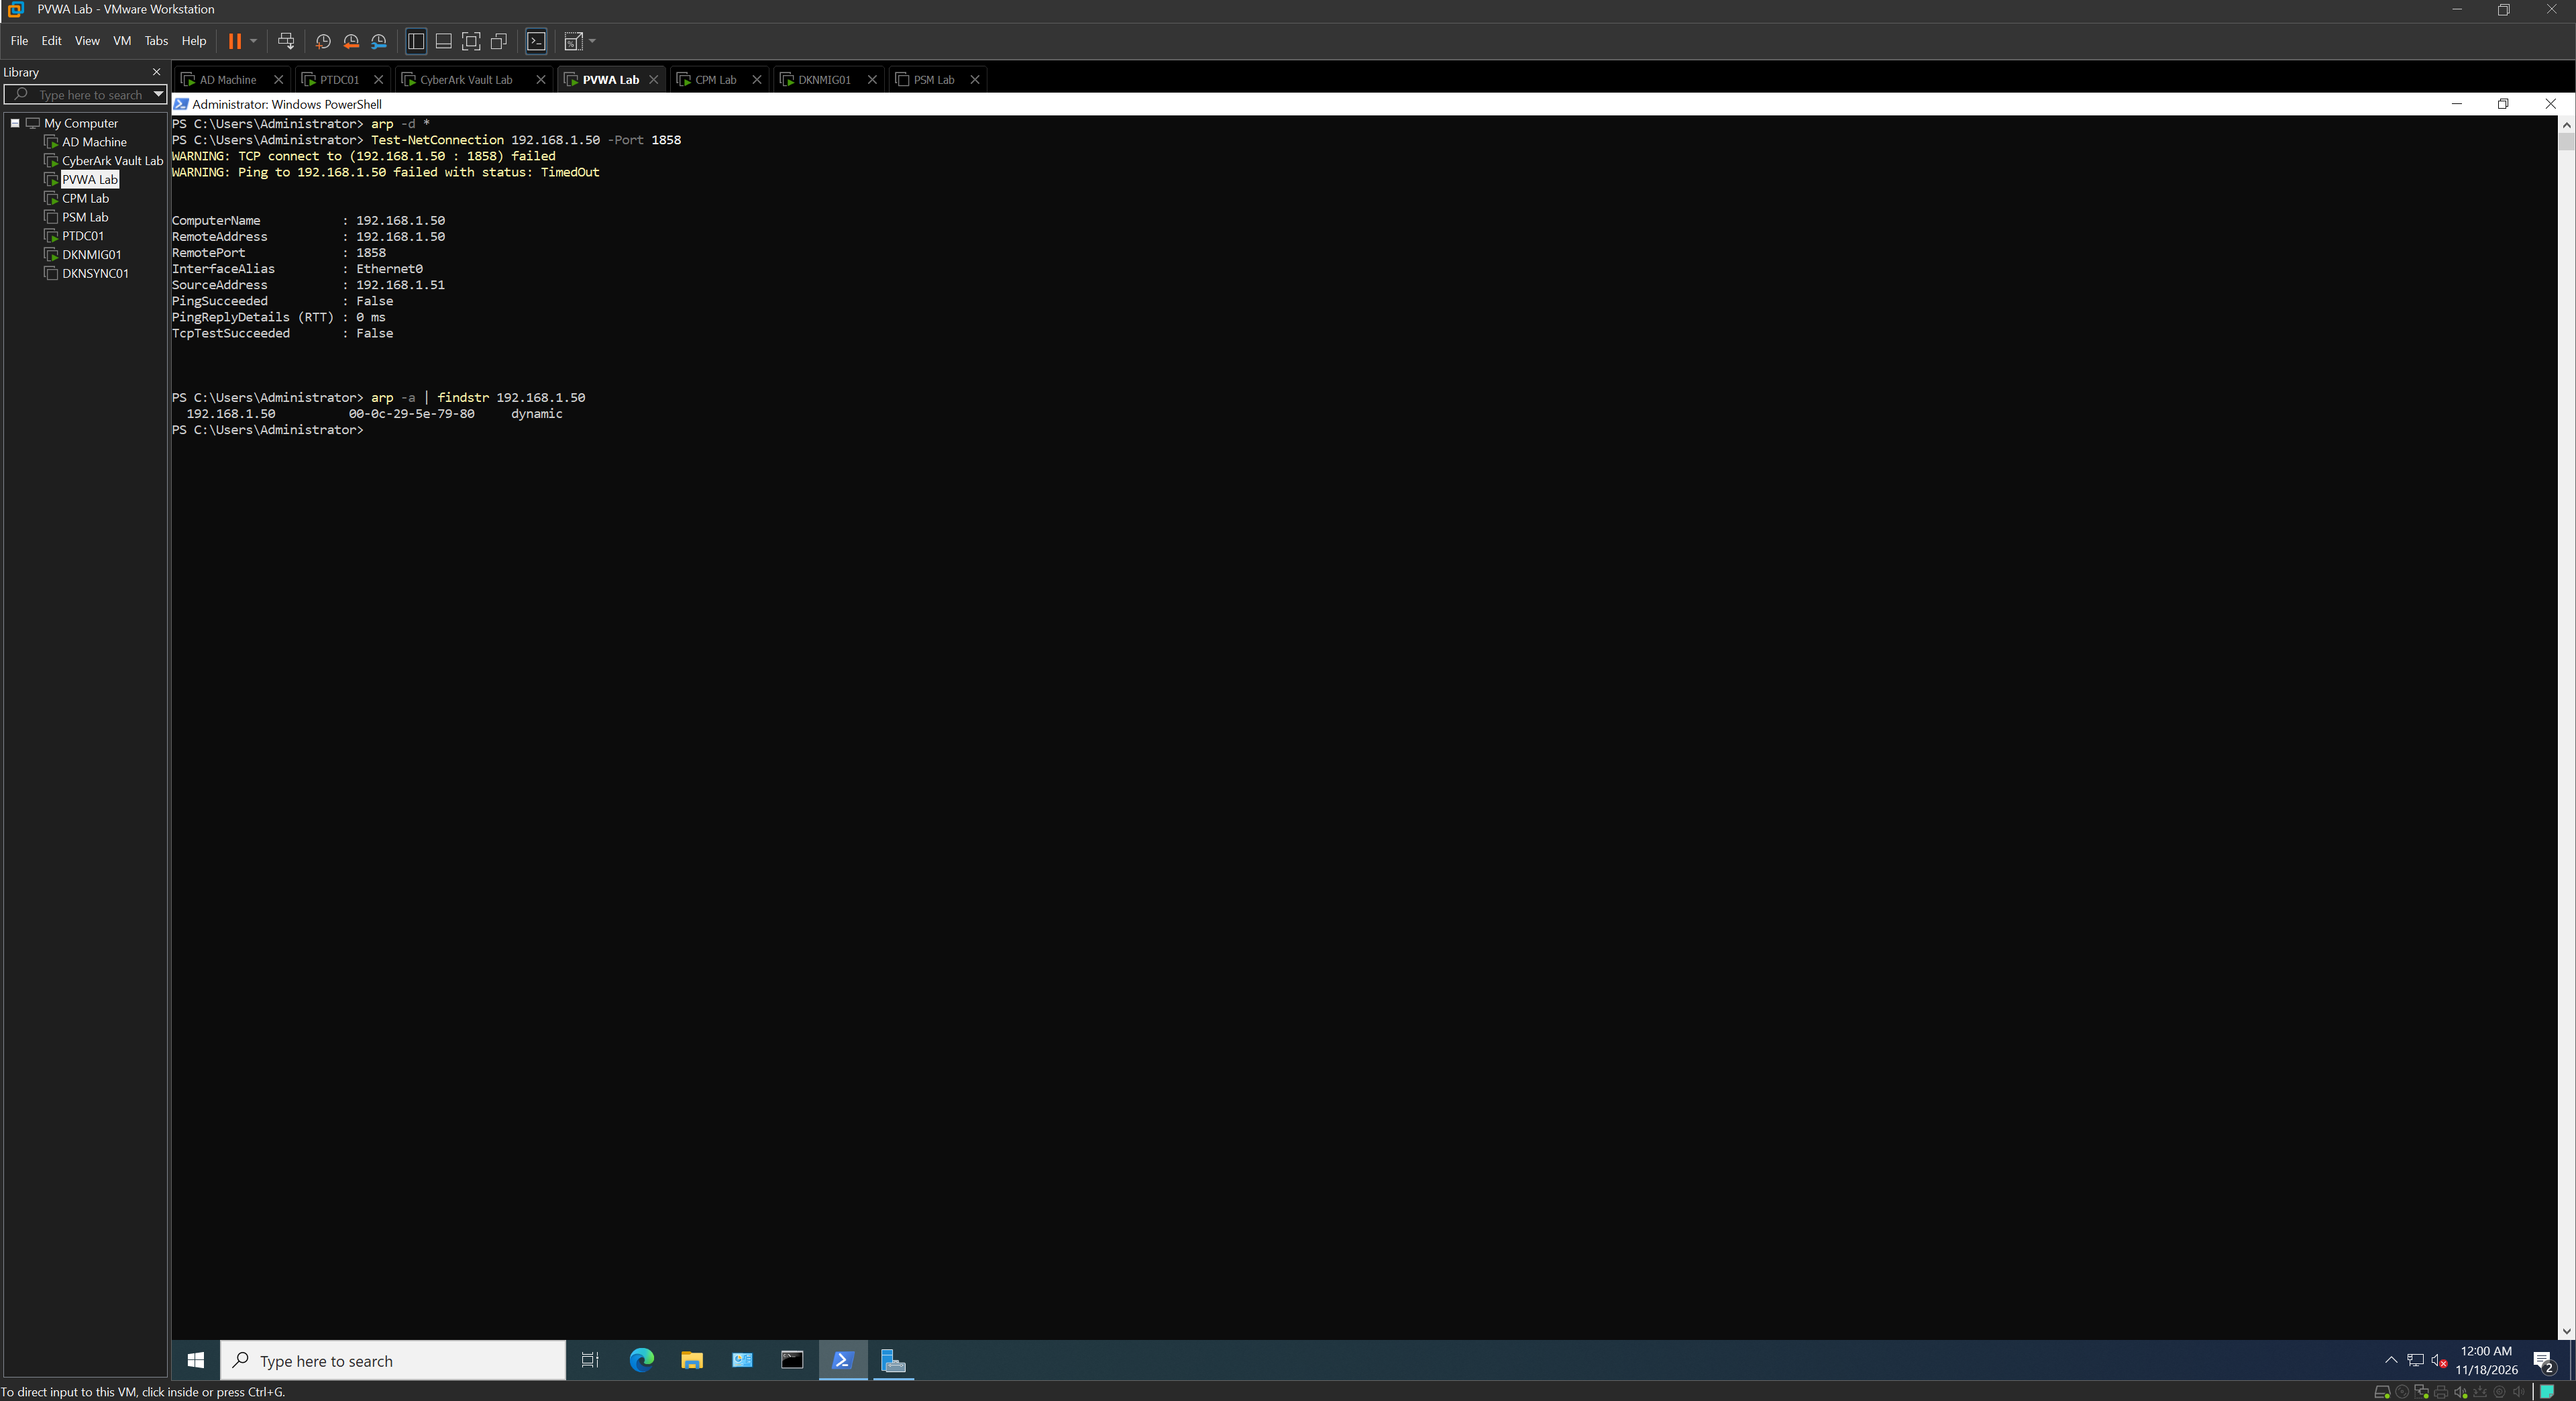 PVWA Lab - VMware Workstation
File Edit View VM Tabs Help
Library
Type here to search
My Computer
AD Machine
CyberArk Vault Lab
PVWA Lab
CPM Lab
PSM Lab
PTDC01
DKNMIG01
DKNSYNC01
AD Machine PTDC01 CyberArk Vault Lab PVWA Lab CPM Lab DKNMIG01 PSM Lab
Administrator: Windows PowerShell
PS C:\Users\Administrator> arp -d *
PS C:\Users\Administrator> Test-NetConnection 192.168.1.50 -Port 1858
WARNING: TCP connect to (192.168.1.50 : 1858) failed
WARNING: Ping to 192.168.1.50 failed with status: TimedOut
ComputerName : 192.168.1.50
RemoteAddress : 192.168.1.50
RemotePort : 1858
InterfaceAlias : Ethernet0
SourceAddress : 192.168.1.51
PingSucceeded : False
PingReplyDetails (RTT) : 0 ms
TcpTestSucceeded : False
PS C:\Users\Administrator> arp -a | findstr 192.168.1.50
192.168.1.50 00-0c-29-5e-79-80 dynamic
PS C:\Users\Administrator>
Type here to search
12:00 AM
11/18/2026
2
To direct input to this VM, click inside or press Ctrl+G.